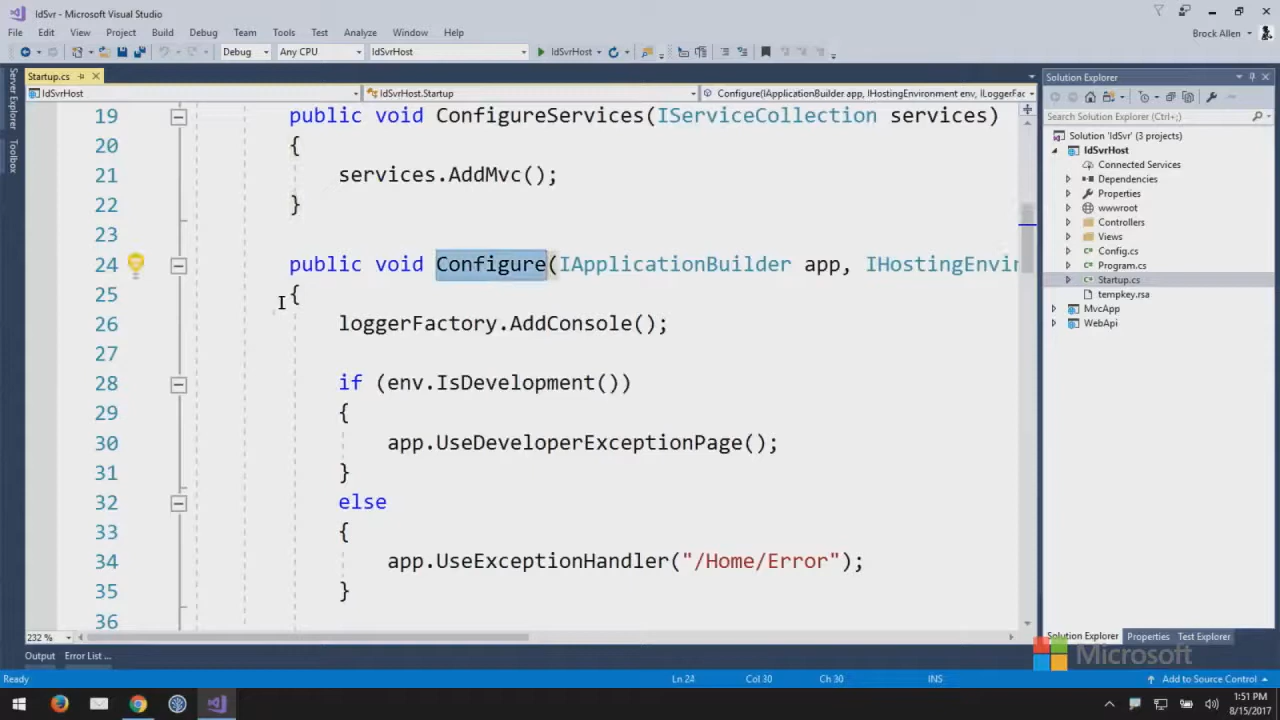 IdSvr - Microsoft Visual Studio
File Edit View Project Build Debug Team Tools Test Analyze Window Help
Brock Allen
Debug Any CPU IdSvrHost IdSvrHost
Server Explorer
Toolbox
Startup.cs
IdSvrHost IdSvrHost.Startup Configure(IApplicationBuilder app, IHostingEnvironment env, ILoggerFac
19 public void ConfigureServices(IServiceCollection services)
20 {
21 services.AddMvc();
22 }
23
24 public void Configure(IApplicationBuilder app, IHostingEnvir
25 {
26 loggerFactory.AddConsole();
27
28 if (env.IsDevelopment())
29 {
30 app.UseDeveloperExceptionPage();
31 }
32 else
33 {
34 app.UseExceptionHandler("/Home/Error");
35 }
36
232 %
Solution Explorer
Search Solution Explorer (Ctrl+;)
Solution 'IdSvr' (3 projects)
IdSvrHost
Connected Services
Dependencies
Properties
wwwroot
Controllers
Views
Config.cs
Program.cs
Startup.cs
tempkey.rsa
MvcApp
WebApi
Solution Explorer Properties Test Explorer
Microsoft
Output Error List ...
Ready Ln 24 Col 30 Ch 30 INS Add to Source Control
1:51 PM
8/15/2017